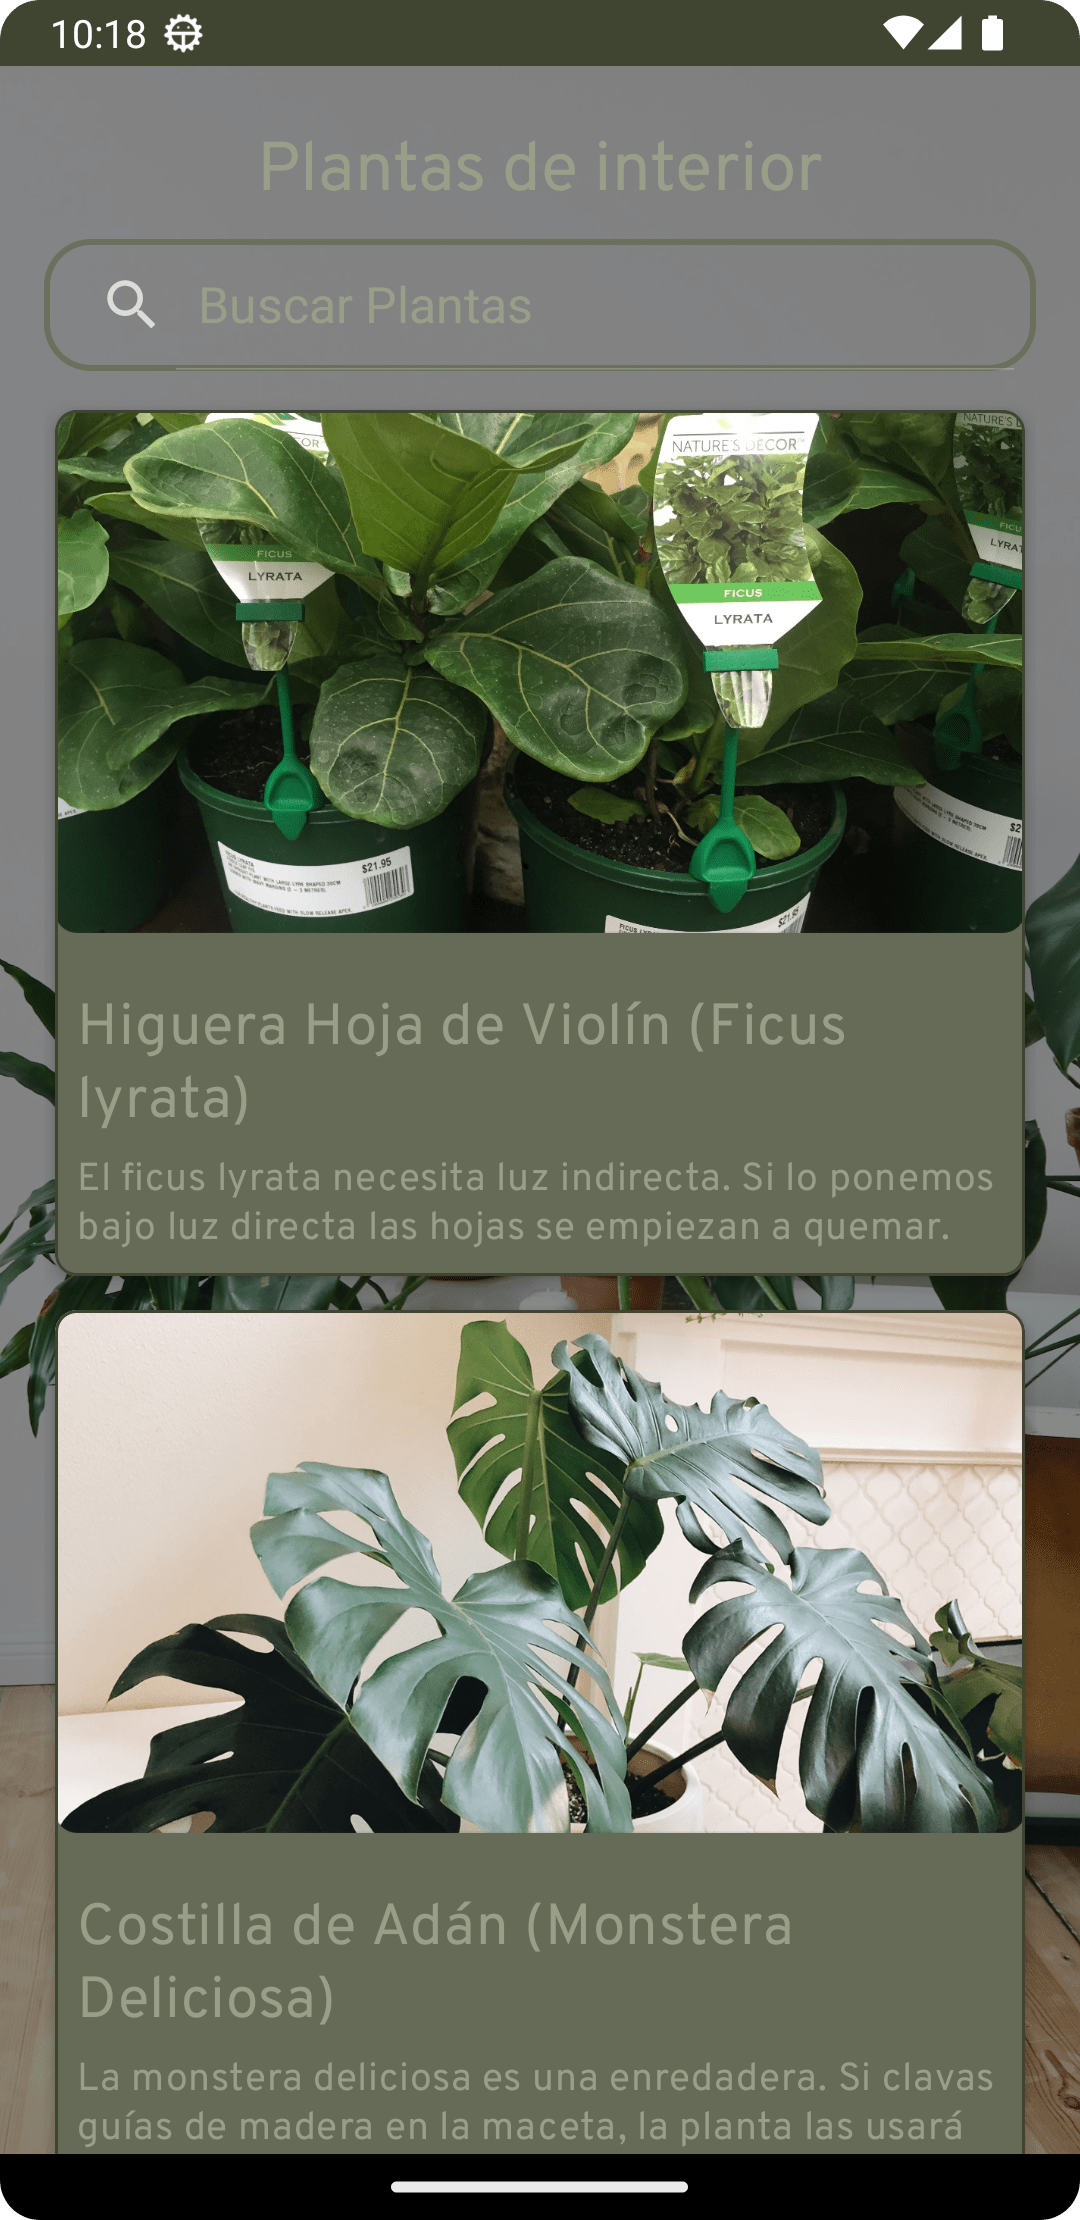 10:18
Plantas de interior
Buscar Plantas
NATURE'S DECOR
FICUS
LYRATA
FICUS
LYRATA
FICUS
$21.95
$21.95
Higuera Hoja de Violín (Ficus
lyrata)
El ficus lyrata necesita luz indirecta. Si lo ponemos
bajo luz directa las hojas se empiezan a quemar.
Costilla de Adán (Monstera
Deliciosa)
La monstera deliciosa es una enredadera. Si clavas
guías de madera en la maceta, la planta las usará